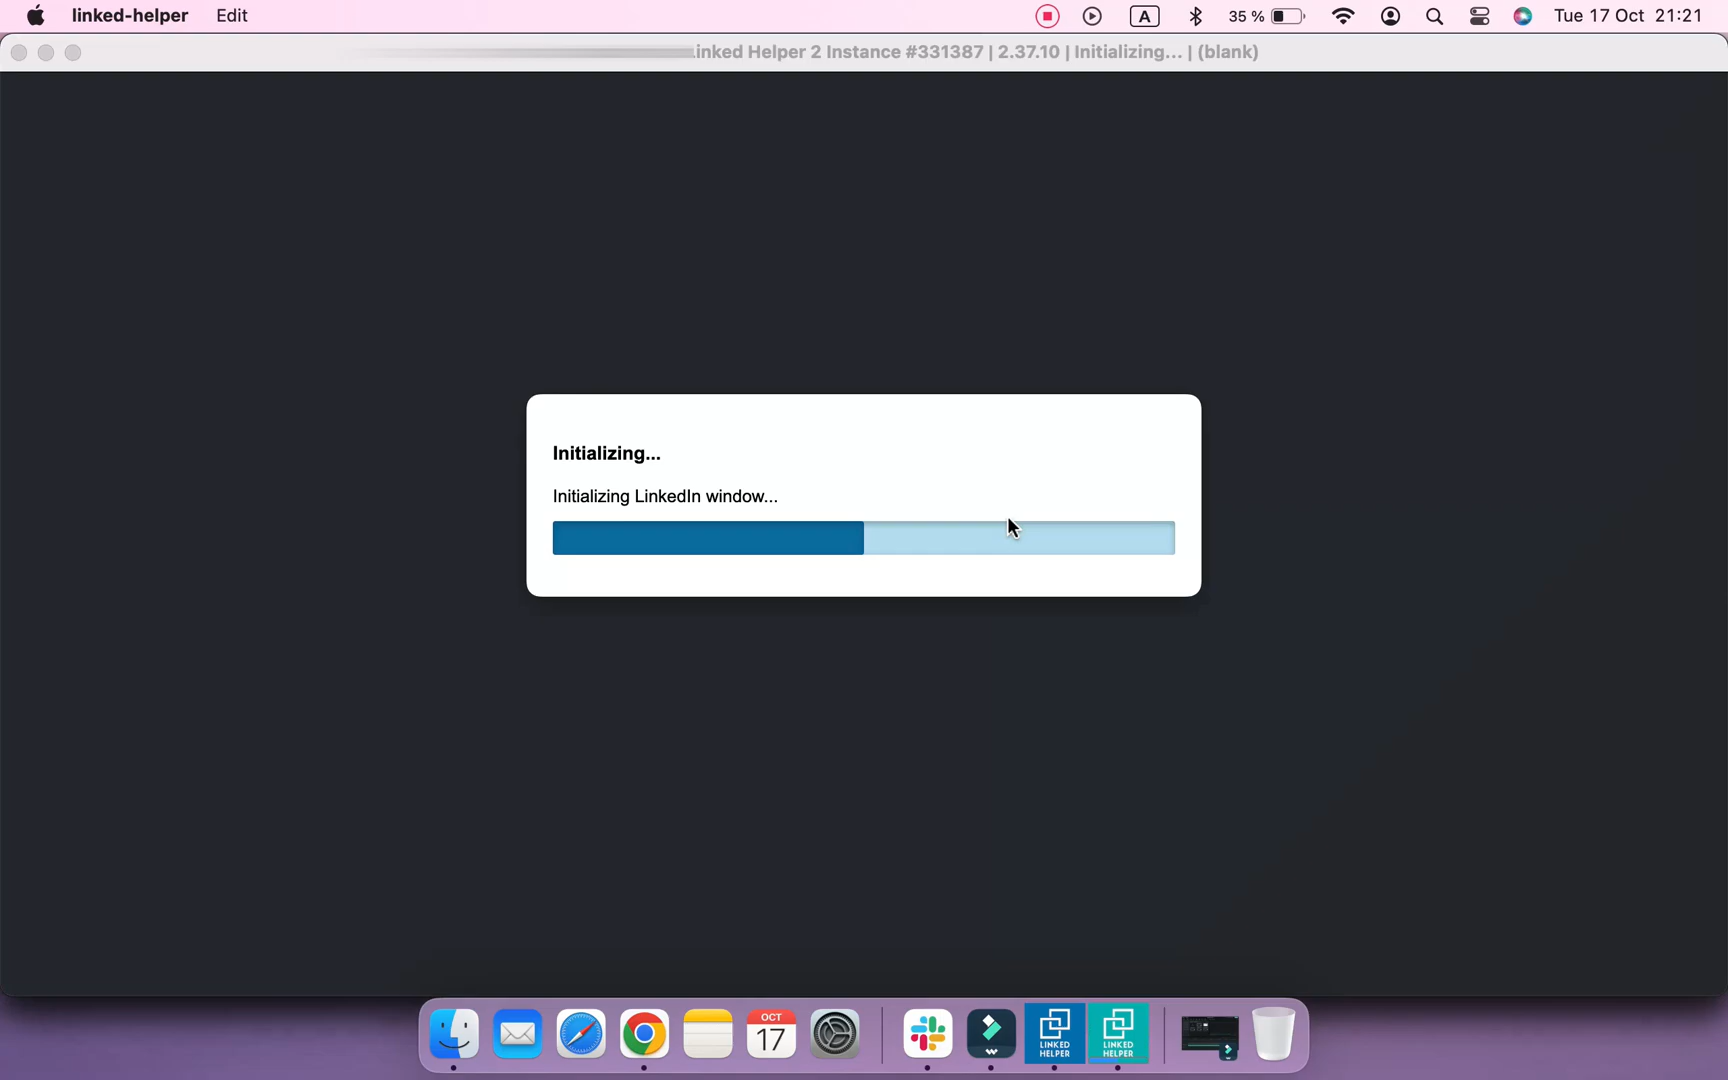 linked-helper Edit A 35 % Tue 17 Oct 21:21
inked Helper 2 Instance #331387 | 2.37.10 | Initializing... | (blank)
Initializing...
Initializing LinkedIn window...
OCT
17
LINKED
HELPER
LINKED
HELPER